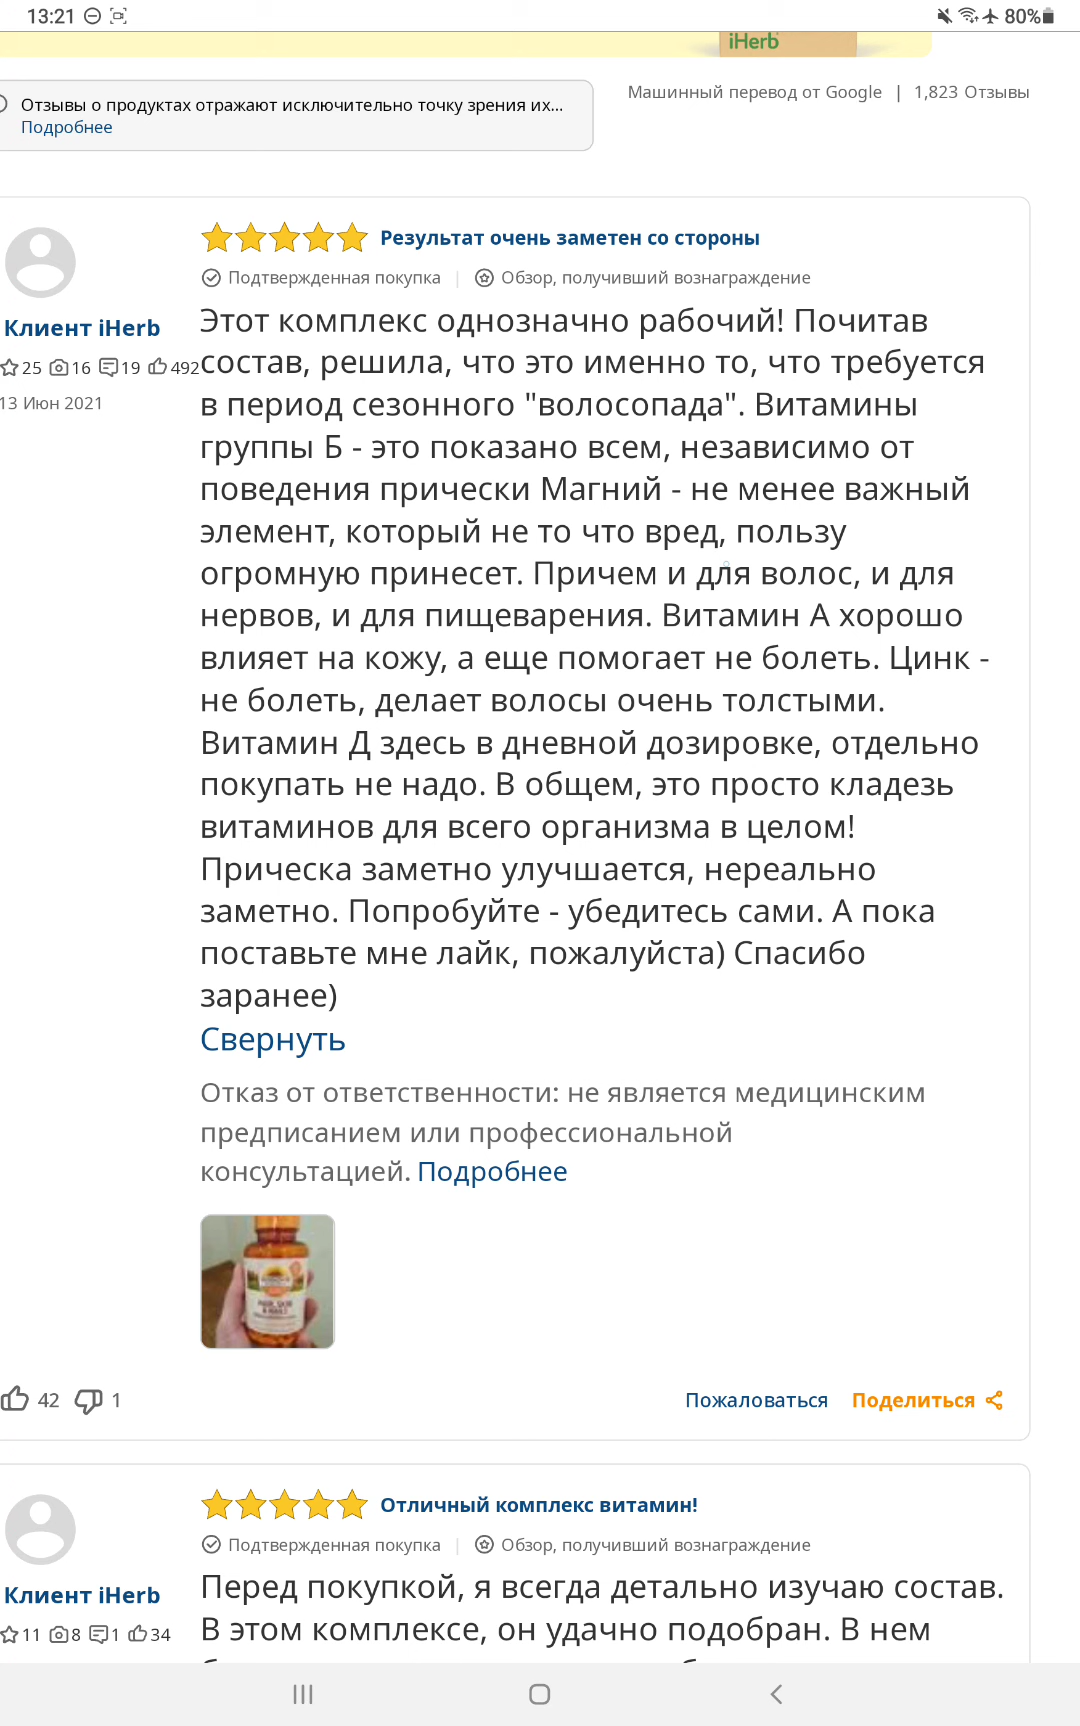 13:21
80%
iHerb
Отзывы о продуктах отражают исключительно точку зрения их...
Подробнее
Машинный перевод от Google | 1,823 Отзывы
Результат очень заметен со стороны
Подтвержденная покупка | Обзор, получивший вознаграждение
Клиент iHerb
25 16 19 492
13 Июн 2021
Этот комплекс однозначно рабочий! Почитав
состав, решила, что это именно то, что требуется
в период сезонного "волосопада". Витамины
группы Б - это показано всем, независимо от
поведения прически Магний - не менее важный
элемент, который не то что вред, пользу
огромную принесет. Причем и для волос, и для
нервов, и для пищеварения. Витамин А хорошо
влияет на кожу, а еще помогает не болеть. Цинк -
не болеть, делает волосы очень толстыми.
Витамин Д здесь в дневной дозировке, отдельно
покупать не надо. В общем, это просто кладезь
витаминов для всего организма в целом!
Прическа заметно улучшается, нереально
заметно. Попробуйте - убедитесь сами. А пока
поставьте мне лайк, пожалуйста) Спасибо
заранее)
Свернуть
Отказ от ответственности: не является медицинским
предписанием или профессиональной
консультацией. Подробнее
42 1
Пожаловаться Поделиться
Отличный комплекс витамин!
Подтвержденная покупка | Обзор, получивший вознаграждение
Клиент iHerb
11 8 1 34
Перед покупкой, я всегда детально изучаю состав.
В этом комплексе, он удачно подобран. В нем